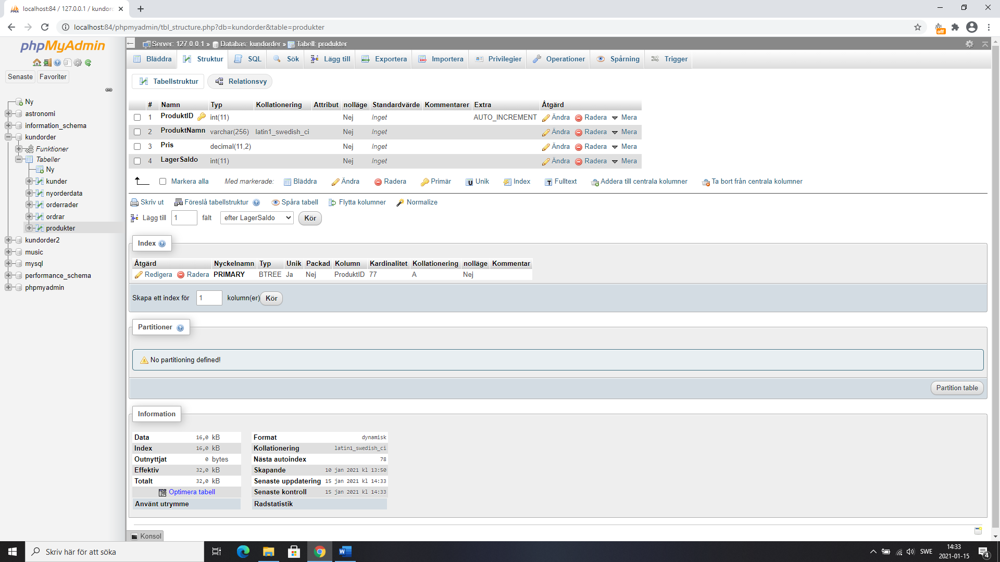 localhost:84 / 127.0.0.1 / kundor
localhost:84/phpmyadmin/tbl_structure.php?db=kundorder&table=produkter
off
phpMyAdmin
Senaste Favoriter
Ny
astronomi
information_schema
kundorder
Funktioner
Tabeller
Ny
kunder
nyorderdata
orderrader
ordrar
produkter
kundorder2
music
mysql
performance_schema
phpmyadmin
Server: 127.0.0.1 » Databas: kundorder » Tabell: produkter
Bläddra Struktur SQL Sök Lägg till Exportera Importera Privilegier Operationer Spårning Trigger
Tabellstruktur Relationsvy
# Namn Typ Kollationering Attribut nolläge Standardvärde Kommentarer Extra Åtgärd
1 ProduktID int(11) Nej Inget AUTO_INCREMENT Ändra Radera Mera
2 ProduktNamn varchar(256) latin1_swedish_ci Nej Inget Ändra Radera Mera
3 Pris decimal(11,2) Nej Inget Ändra Radera Mera
4 LagerSaldo int(11) Nej Inget Ändra Radera Mera
Markera alla Med markerade: Bläddra Ändra Radera Primär Unik Index Fulltext Addera till centrala kolumner Ta bort från centrala kolumner
Skriv ut Föreslå tabellstruktur Spåra tabell Flytta kolumner Normalize
Lägg till 1 fält efter LagerSaldo Kör
Index
Åtgärd Nyckelnamn Typ Unik Packad Kolumn Kardinalitet Kollationering nolläge Kommentar
Redigera Radera PRIMARY BTREE Ja Nej ProduktID 77 A Nej
Skapa ett index för 1 kolumn(er) Kör
Partitioner
No partitioning defined!
Partition table
Information
Data 16,0 kB
Index 16,0 kB
Outnyttjat 0 bytes
Effektiv 32,0 kB
Totalt 32,0 kB
Optimera tabell
Använt utrymme
Format dynamisk
Kollationering latin1_swedish_ci
Nästa autoindex 78
Skapande 10 jan 2021 kl 13:50
Senaste uppdatering 15 jan 2021 kl 14:33
Senaste kontroll 15 jan 2021 kl 14:33
Radstatistik
Konsol
Skriv här för att söka
SWE
14:33
2021-01-15
4